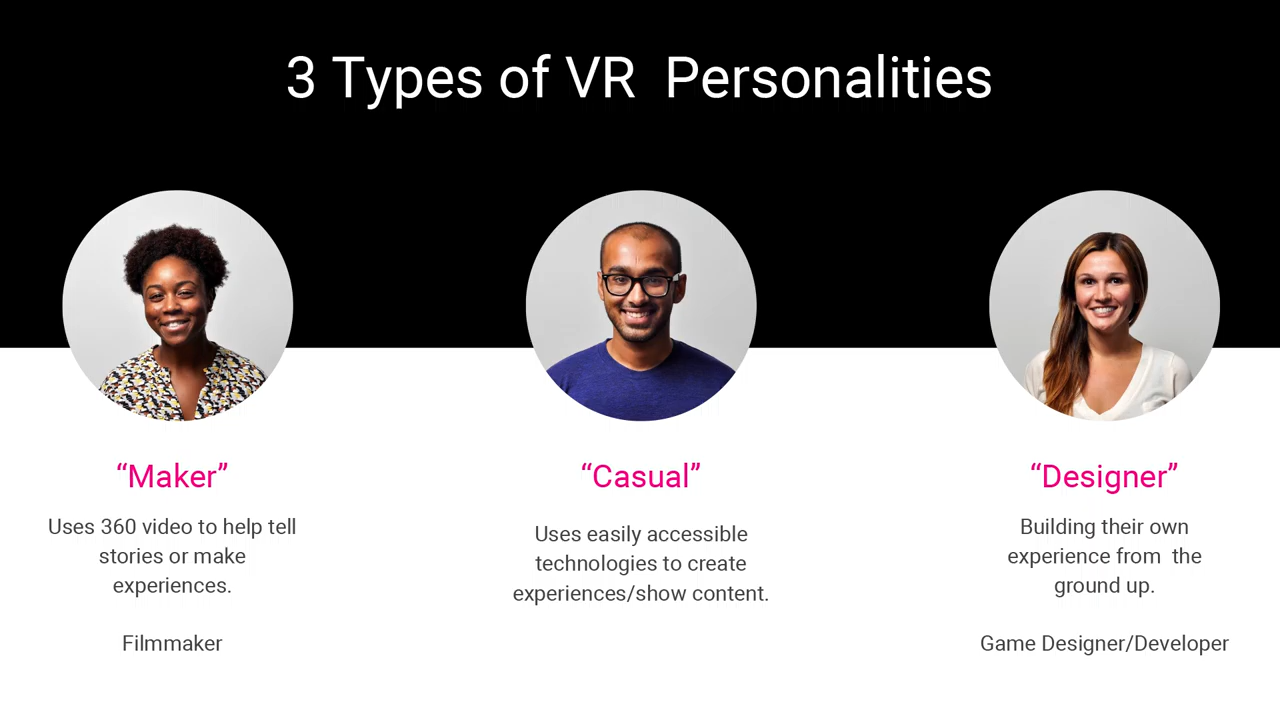 3 Types of VR  Personalities
“Maker”
Uses 360 video to help tell
stories or make
experiences.
Filmmaker
“Casual”
Uses easily accessible
technologies to create
experiences/show content.
“Designer”
Building their own
experience from  the
ground up.
Game Designer/Developer